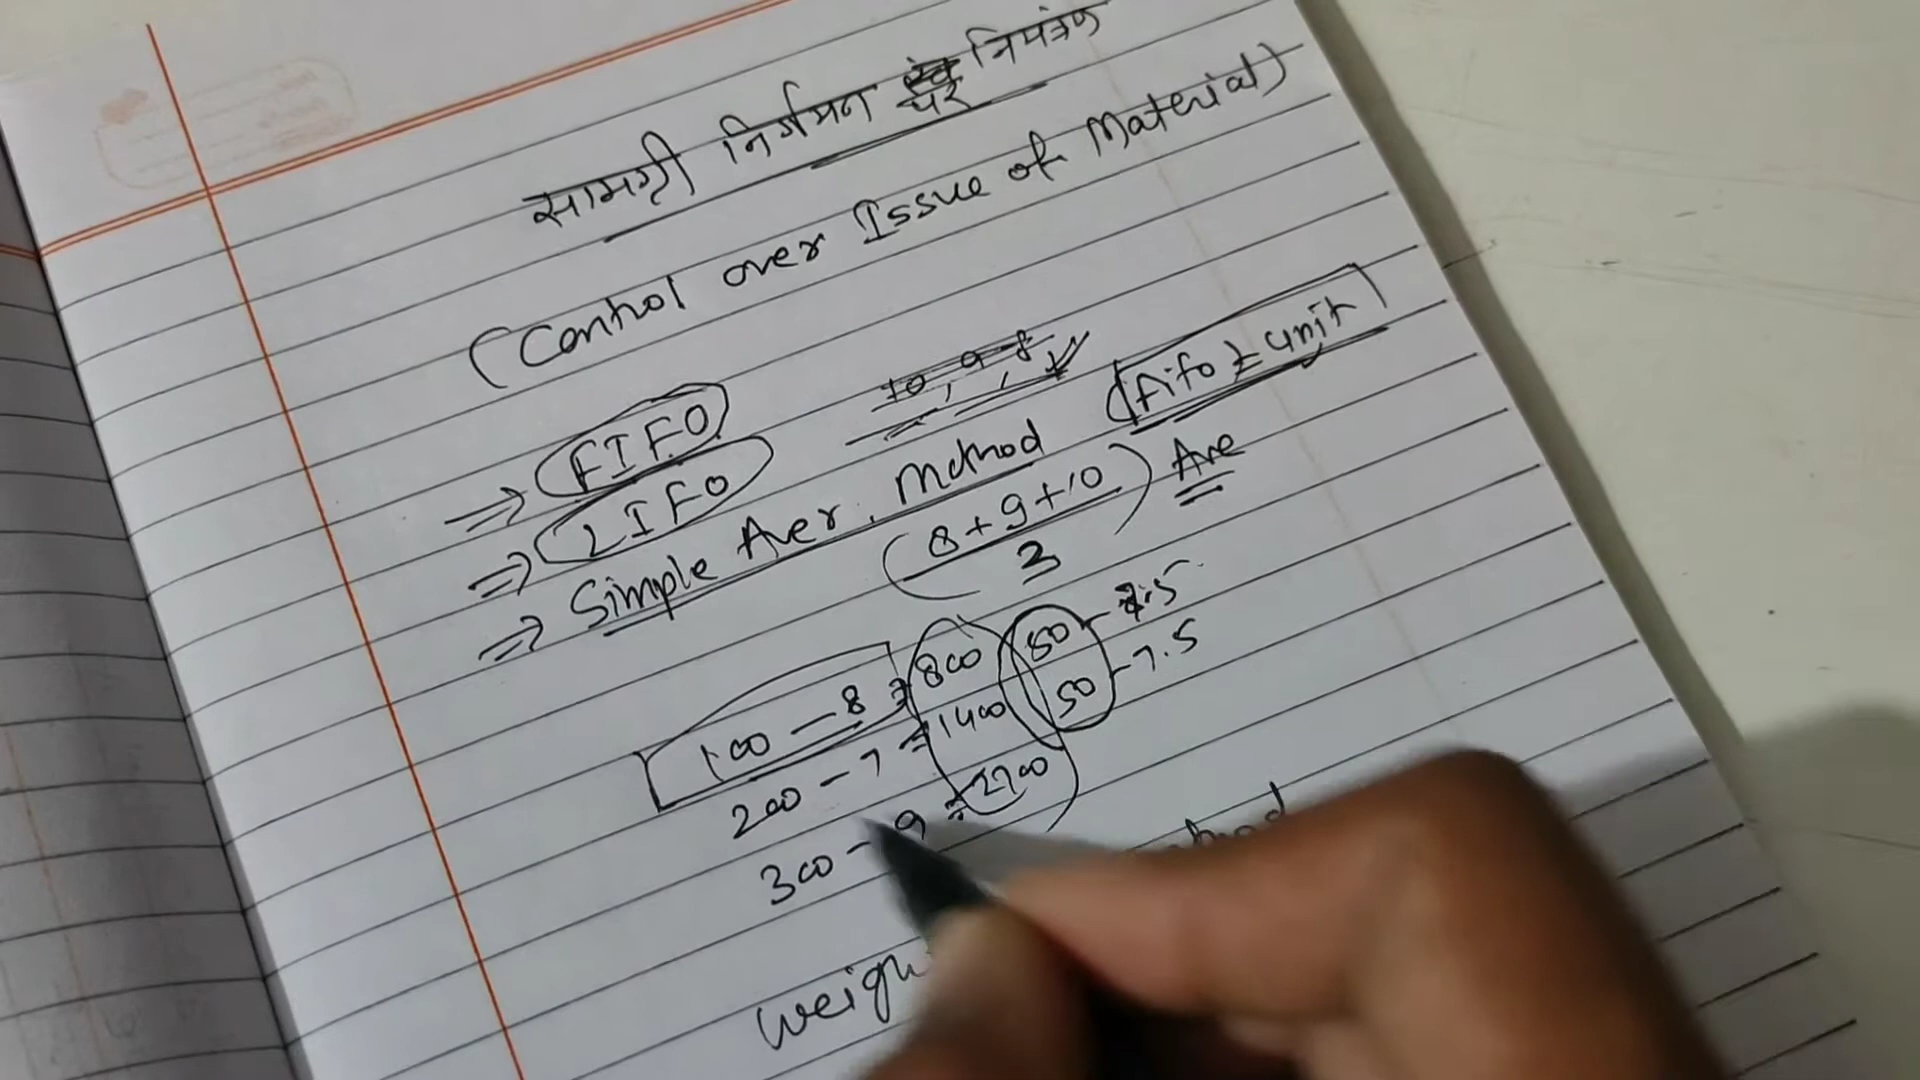 सामग्री निर्गमन पर नियंत्रण
(Control over Issue of Material)
10, 9, 8
⇒ FIFO
(fifo = unit)
⇒ LIFO
⇒ Simple Aver. Method
(8+9+10) Ave
3
100 — 8 = 800 50 - 7.5
200 - 7 = 1400 50 - 7.5
300 - 9 = 2700